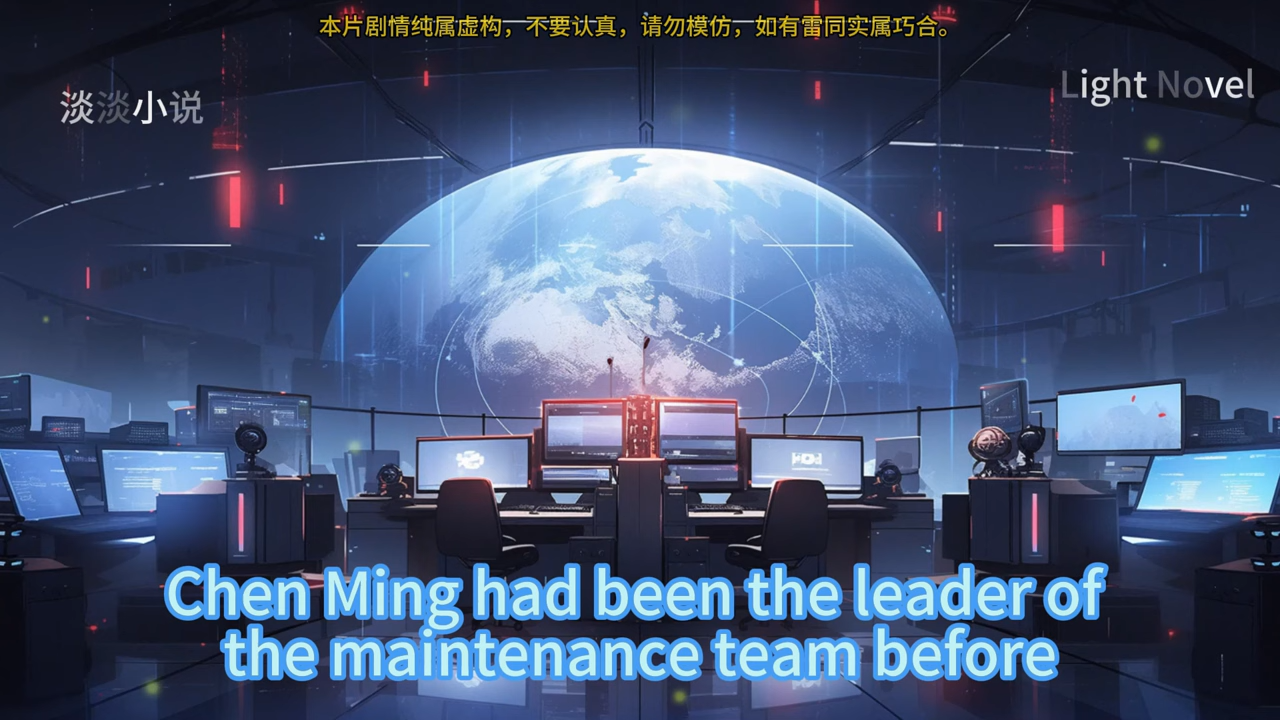 本片剧情纯属虚构，不要认真，请勿模仿，如有雷同实属巧合。
淡淡小说
Light Novel
Chen Ming had been the leader of
the maintenance team before